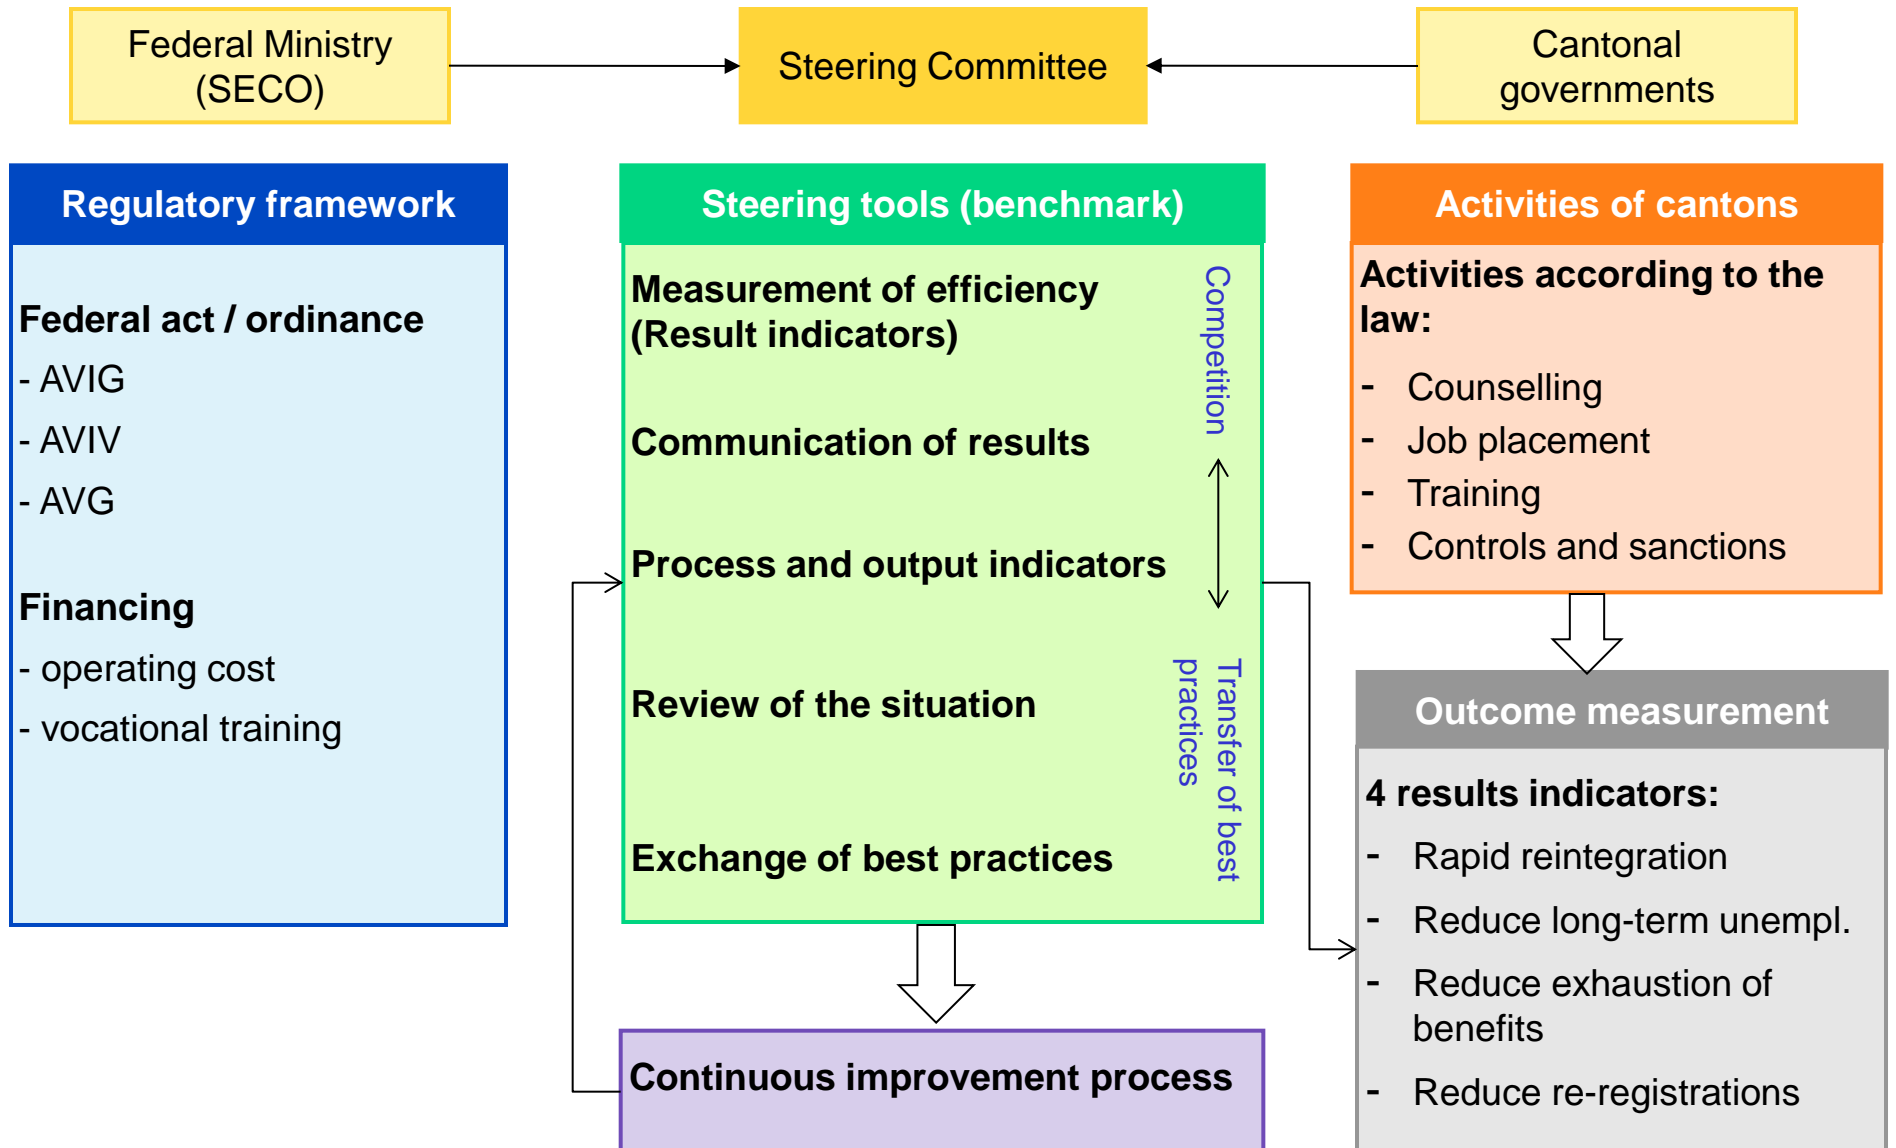 Federal Ministry
(SECO)
Steering Committee
Cantonal
governments
Regulatory framework
Federal act / ordinance
- AVIG
- AVIV
- AVG
Financing
- operating cost
- vocational training
Steering tools (benchmark)
Measurement of efficiency
(Result indicators)
Communication of results
Process and output indicators
Review of the situation
Exchange of best practices
Competition
Transfer of best
practices
Continuous improvement process
Activities of cantons
Activities according to the
law:
- Counselling
- Job placement
- Training
- Controls and sanctions
Outcome measurement
4 results indicators:
- Rapid reintegration
- Reduce long-term unempl.
- Reduce exhaustion of
benefits
- Reduce re-registrations